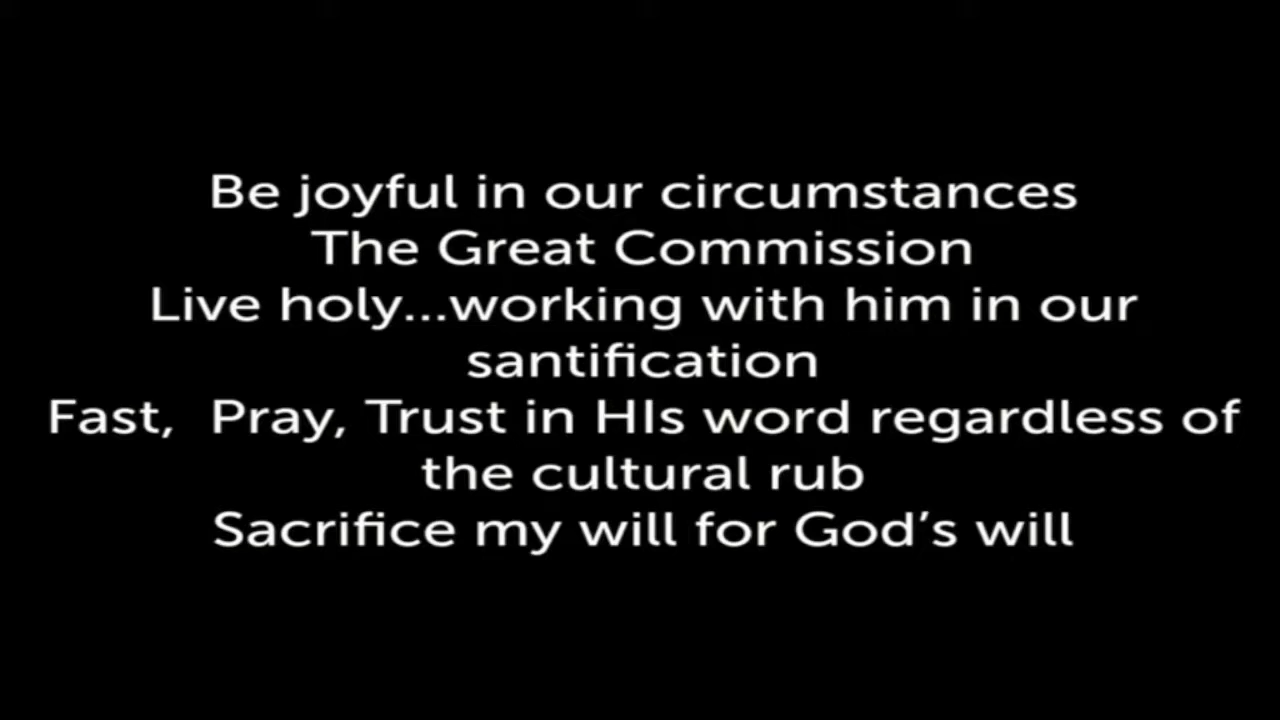 Be joyful in our circumstances
The Great Commission
Live holy...working with him in our
santification
Fast,  Pray, Trust in HIs word regardless of
the cultural rub
Sacrifice my will for God’s will